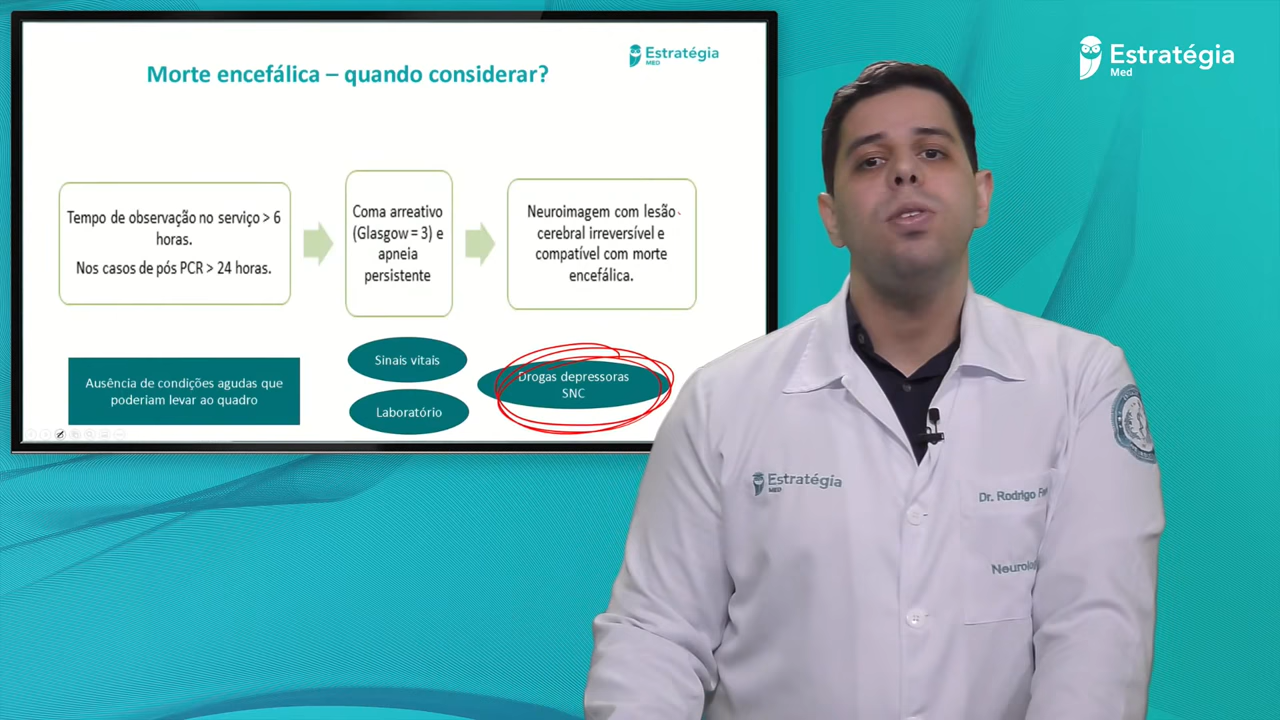 Estratégia
MED
Morte encefálica – quando considerar?
Tempo de observação no serviço > 6
horas.
Nos casos de pós PCR > 24 horas.
Coma arreativo
(Glasgow = 3) e
apneia
persistente
Neuroimagem com lesão
cerebral irreversível e
compatível com morte
encefálica.
Ausência de condições agudas que
poderiam levar ao quadro
Sinais vitais
Laboratório
Drogas depressoras
SNC
Estratégia
Med
Estratégia
MED
Dr. Rodrigo